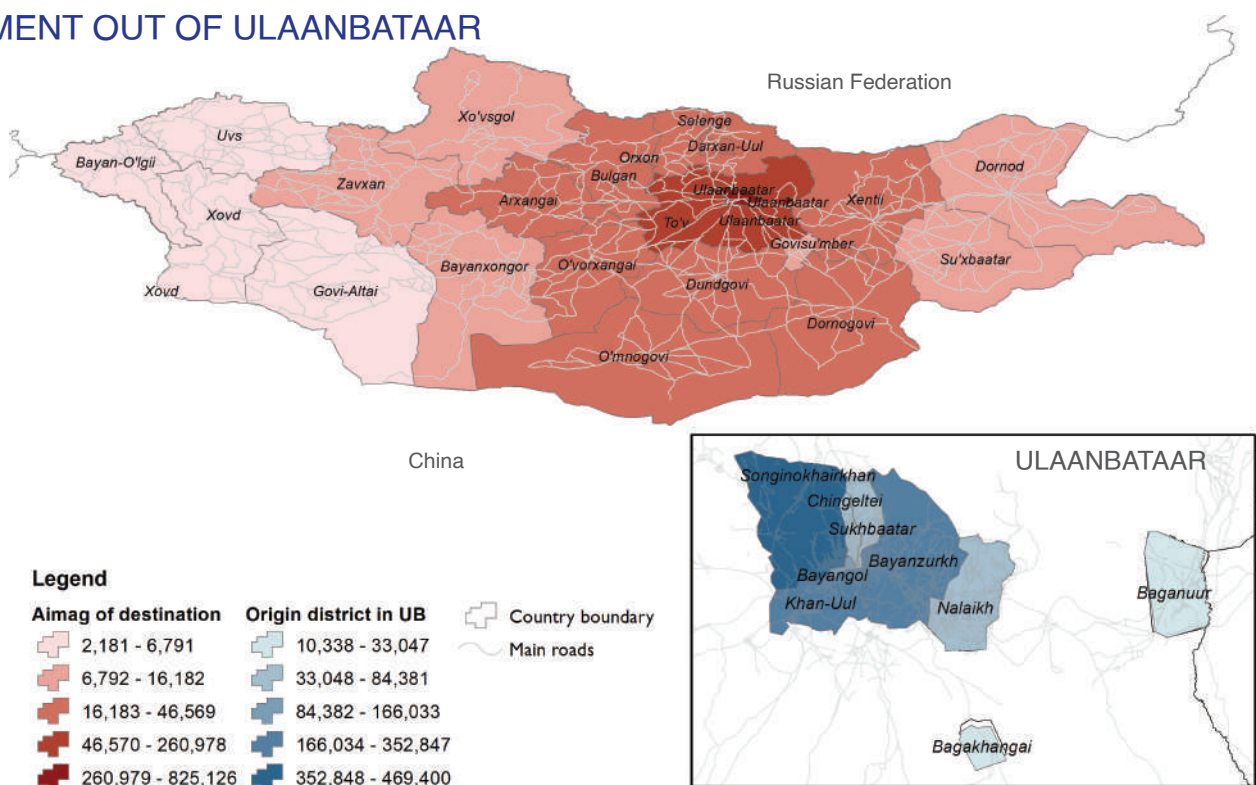 MENT OUT OF ULAANBATAAR
Russian Federation
Xo'vsgol
Selenge
Uvs
Darxan-Uul
Orxon
Bayan-O'lgii
Dornod
Bulgan
Zavxan
Ulaanbaatar
Arxangai
Ulaanbaatar
Xentii
Xovd
To'v
Ulaanbaatar
Govisu'mber
Su'xbaatar
Bayanxongor
O'vorxangai
Dundgovi
Xovd
Govi-Altai
Dornogovi
O'mnogovi
China
ULAANBATAAR
Songinokhairkhan
Chingeltei
Sukhbaatar
Bayanzurkh
Bayangol
Khan-Uul
Nalaikh
Baganuur
Bagakhangai
Legend
Aimag of destination
2,181 - 6,791
6,792 - 16,182
16,183 - 46,569
46,570 - 260,978
260,979 - 825,126
Origin district in UB
10,338 - 33,047
33,048 - 84,381
84,382 - 166,033
166,034 - 352,847
352,848 - 469,400
Country boundary
Main roads